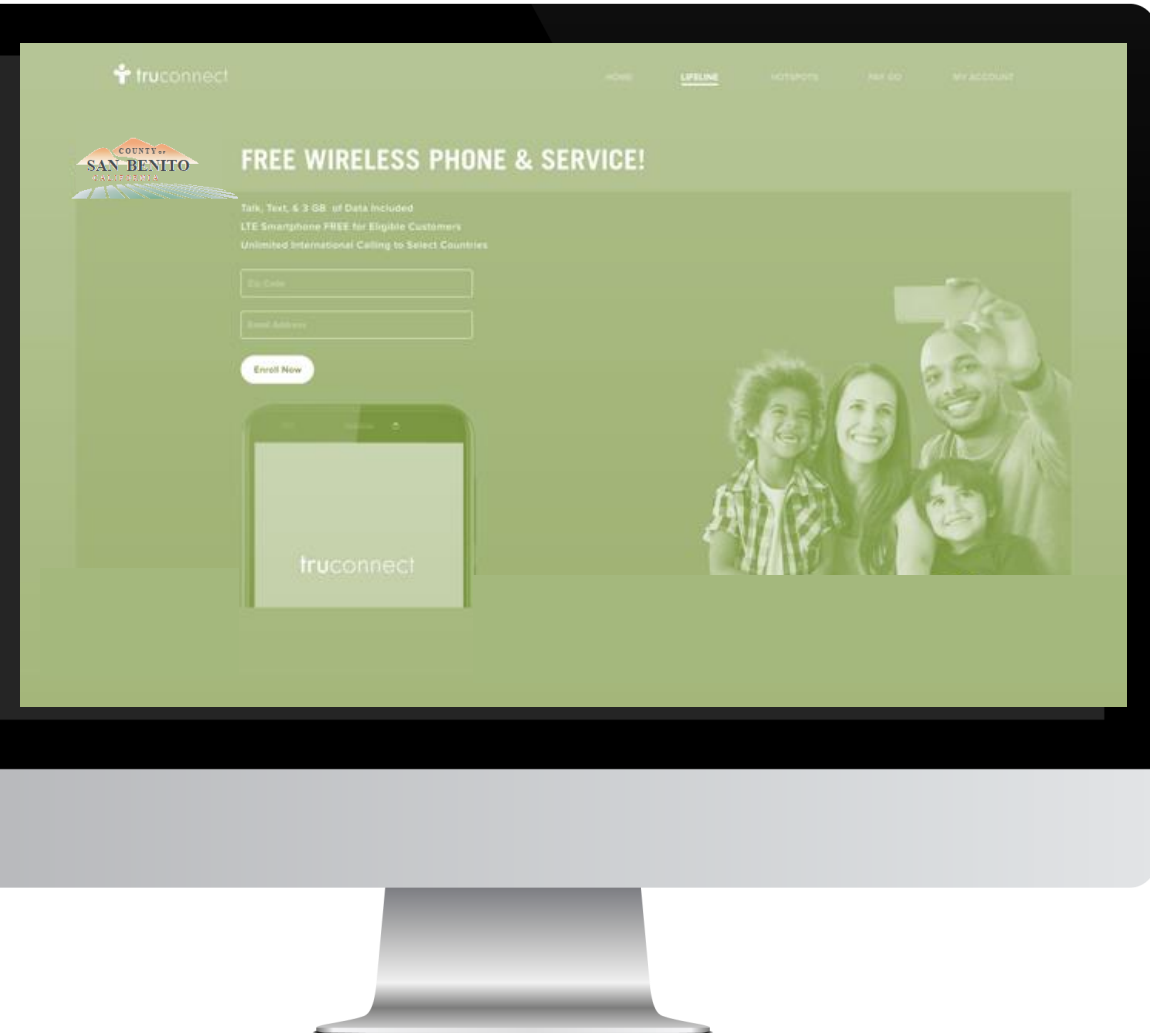 truconnect
HOME LIFELINE HOTSPOTS PAY GO MY ACCOUNT
COUNTY OF
SAN BENITO
CALIFORNIA
FREE WIRELESS PHONE & SERVICE!
Talk, Text, & 3 GB of Data Included
LTE Smartphone FREE for Eligible Customers
Unlimited International Calling to Select Countries
Zip Code
Email Address
Enroll Now
truconnect